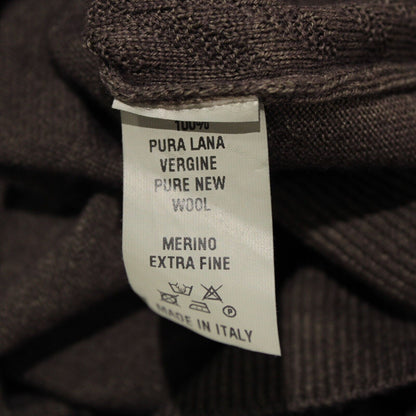 100%
PURA LANA
VERGINE
PURE NEW
WOOL
MERINO
EXTRA FINE
P
MADE IN ITALY